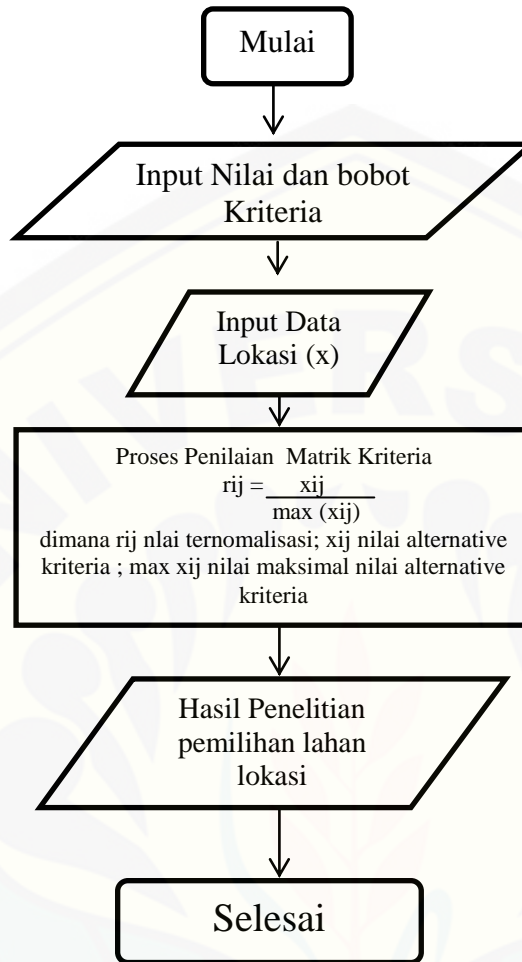 Mulai
Input Nilai dan bobot
Kriteria
Input Data
Lokasi (x)
Proses Penilaian Matrik Kriteria
rij = xij
max (xij)
dimana rij nlai ternomalisasi; xij nilai alternative
kriteria ; max xij nilai maksimal nilai alternative
kriteria
Hasil Penelitian
pemilihan lahan
lokasi
Selesai